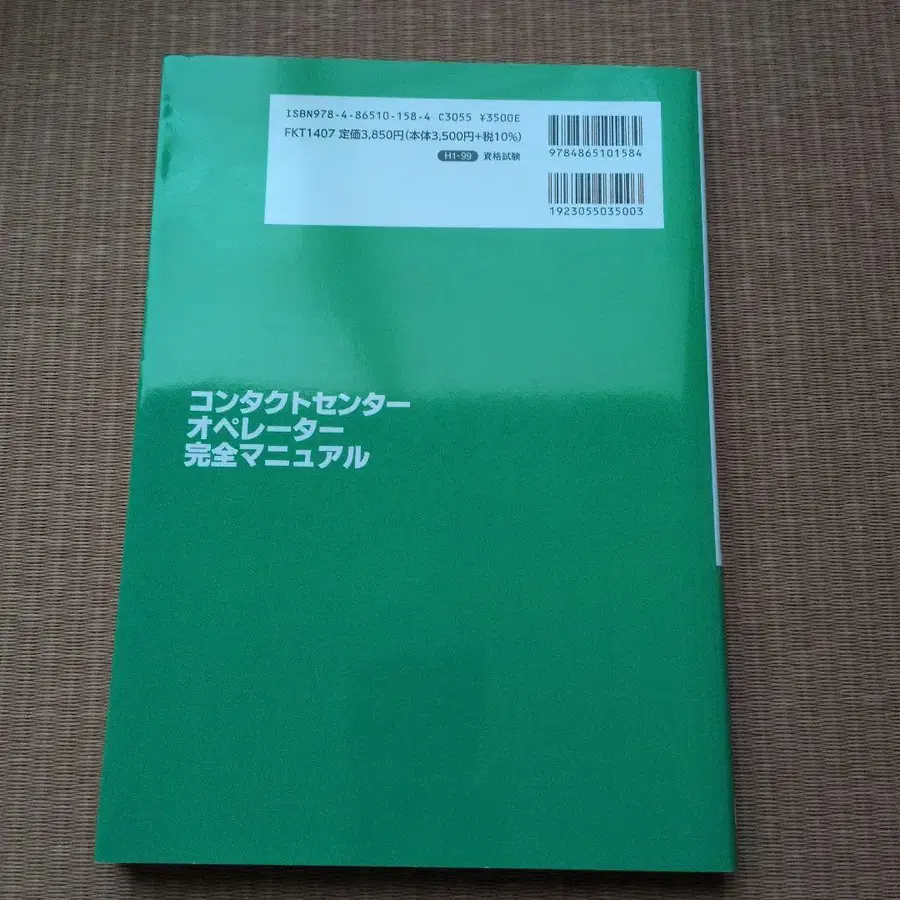 ISBN978-4-86510-158-4 C3055 ¥3500E
FKT1407 定価3,850円(本体3,500円+税10%)
H1-99 資格試験
9784865101584
1923055035003
コンタクトセンター
オペレーター
完全マニュアル